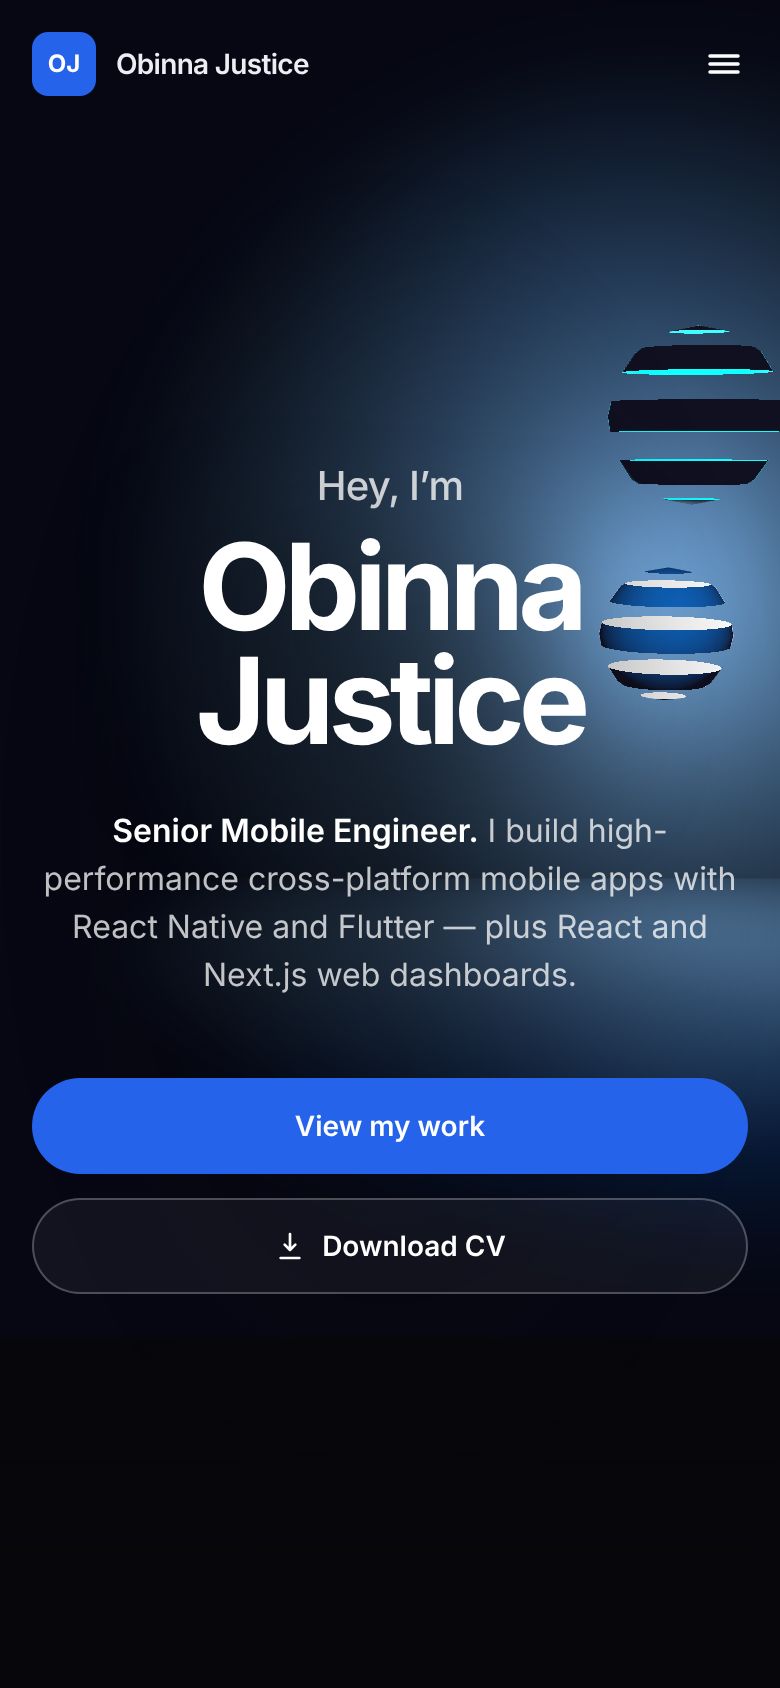 OJ
Obinna Justice
Hey, I’m
Obinna
Justice
Senior Mobile Engineer. I build high-
performance cross-platform mobile apps with
React Native and Flutter — plus React and
Next.js web dashboards.
View my work
Download CV